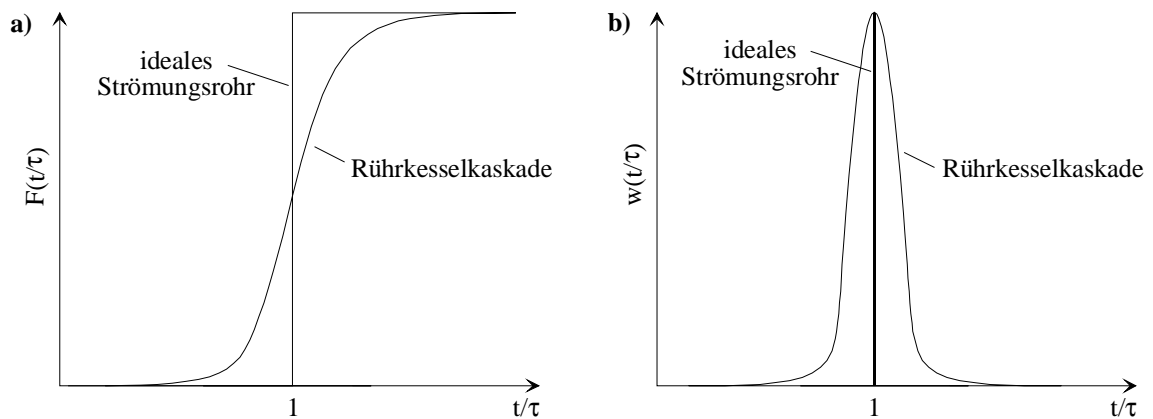 a)
ideales
Strömungsrohr
Rührkesselkaskade
F(t/τ)
1
t/τ
b)
ideales
Strömungsrohr
Rührkesselkaskade
w(t/τ)
1
t/τ